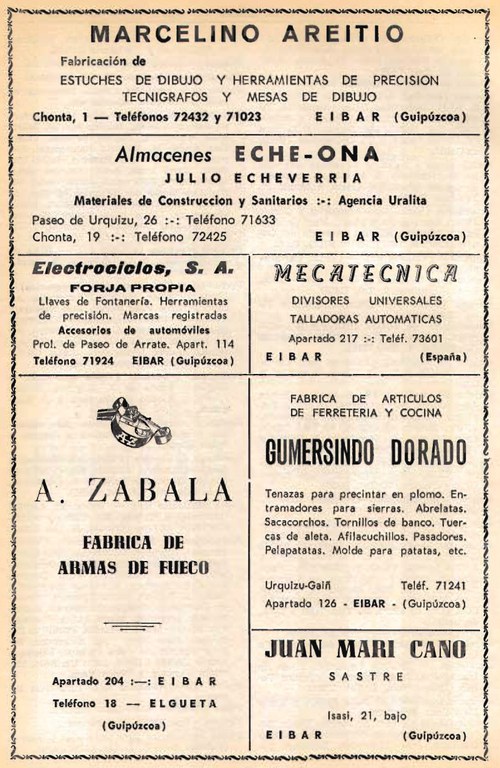 MARCELINO AREITIO
Fabricación de
ESTUCHES DE DIBUJO Y HERRAMIENTAS DE PRECISION
TECNIGRAFOS Y MESAS DE DIBUJO
Chonta, 1 — Teléfonos 72432 y 71023 EIBAR (Guipúzcoa)
Almacenes ECHE-ONA
JULIO ECHEVERRIA
Materiales de Construccion y Sanitarios :-: Agencia Uralita
Paseo de Urquizu, 26 :-: Teléfono 71633
Chonta, 19 :-: Teléfono 72425 EIBAR (Guipúzcoa)
Electrociclos, S. A.
FORJA PROPIA
Llaves de Fontanería. Herramientas
de precisión. Marcas registradas
Accesorios de automóviles
Prol. de Paseo de Arrate. Apart. 114
Teléfono 71924 EIBAR (Guipúzcoa)
MECATECNICA
DIVISORES UNIVERSALES
TALLADORAS AUTOMATICAS
Apartado 217 :-: Teléf. 73601
EIBAR (España)
A-Z
A. ZABALA
FABRICA DE
ARMAS DE FUECO
Apartado 204 :—: EIBAR
Teléfono 18 — ELGUETA
(Guipúzcoa)
FABRICA DE ARTICULOS
DE FERRETERIA Y COCINA
GUMERSINDO DORADO
Tenazas para precintar en plomo. En-
tramadores para sierras. Abrelatas.
Sacacorchos. Tornillos de banco. Tuer-
cas de aleta. Afilacuchillos. Pasadores.
Pelapatatas. Molde para patatas, etc.
Urquizu-Gaiñ Teléf. 71241
Apartado 126 - EIBAR - (Guipúzcoa)
JUAN MARI CANO
SASTRE
Isasi, 21, bajo
EIBAR (Guipúzcoa)